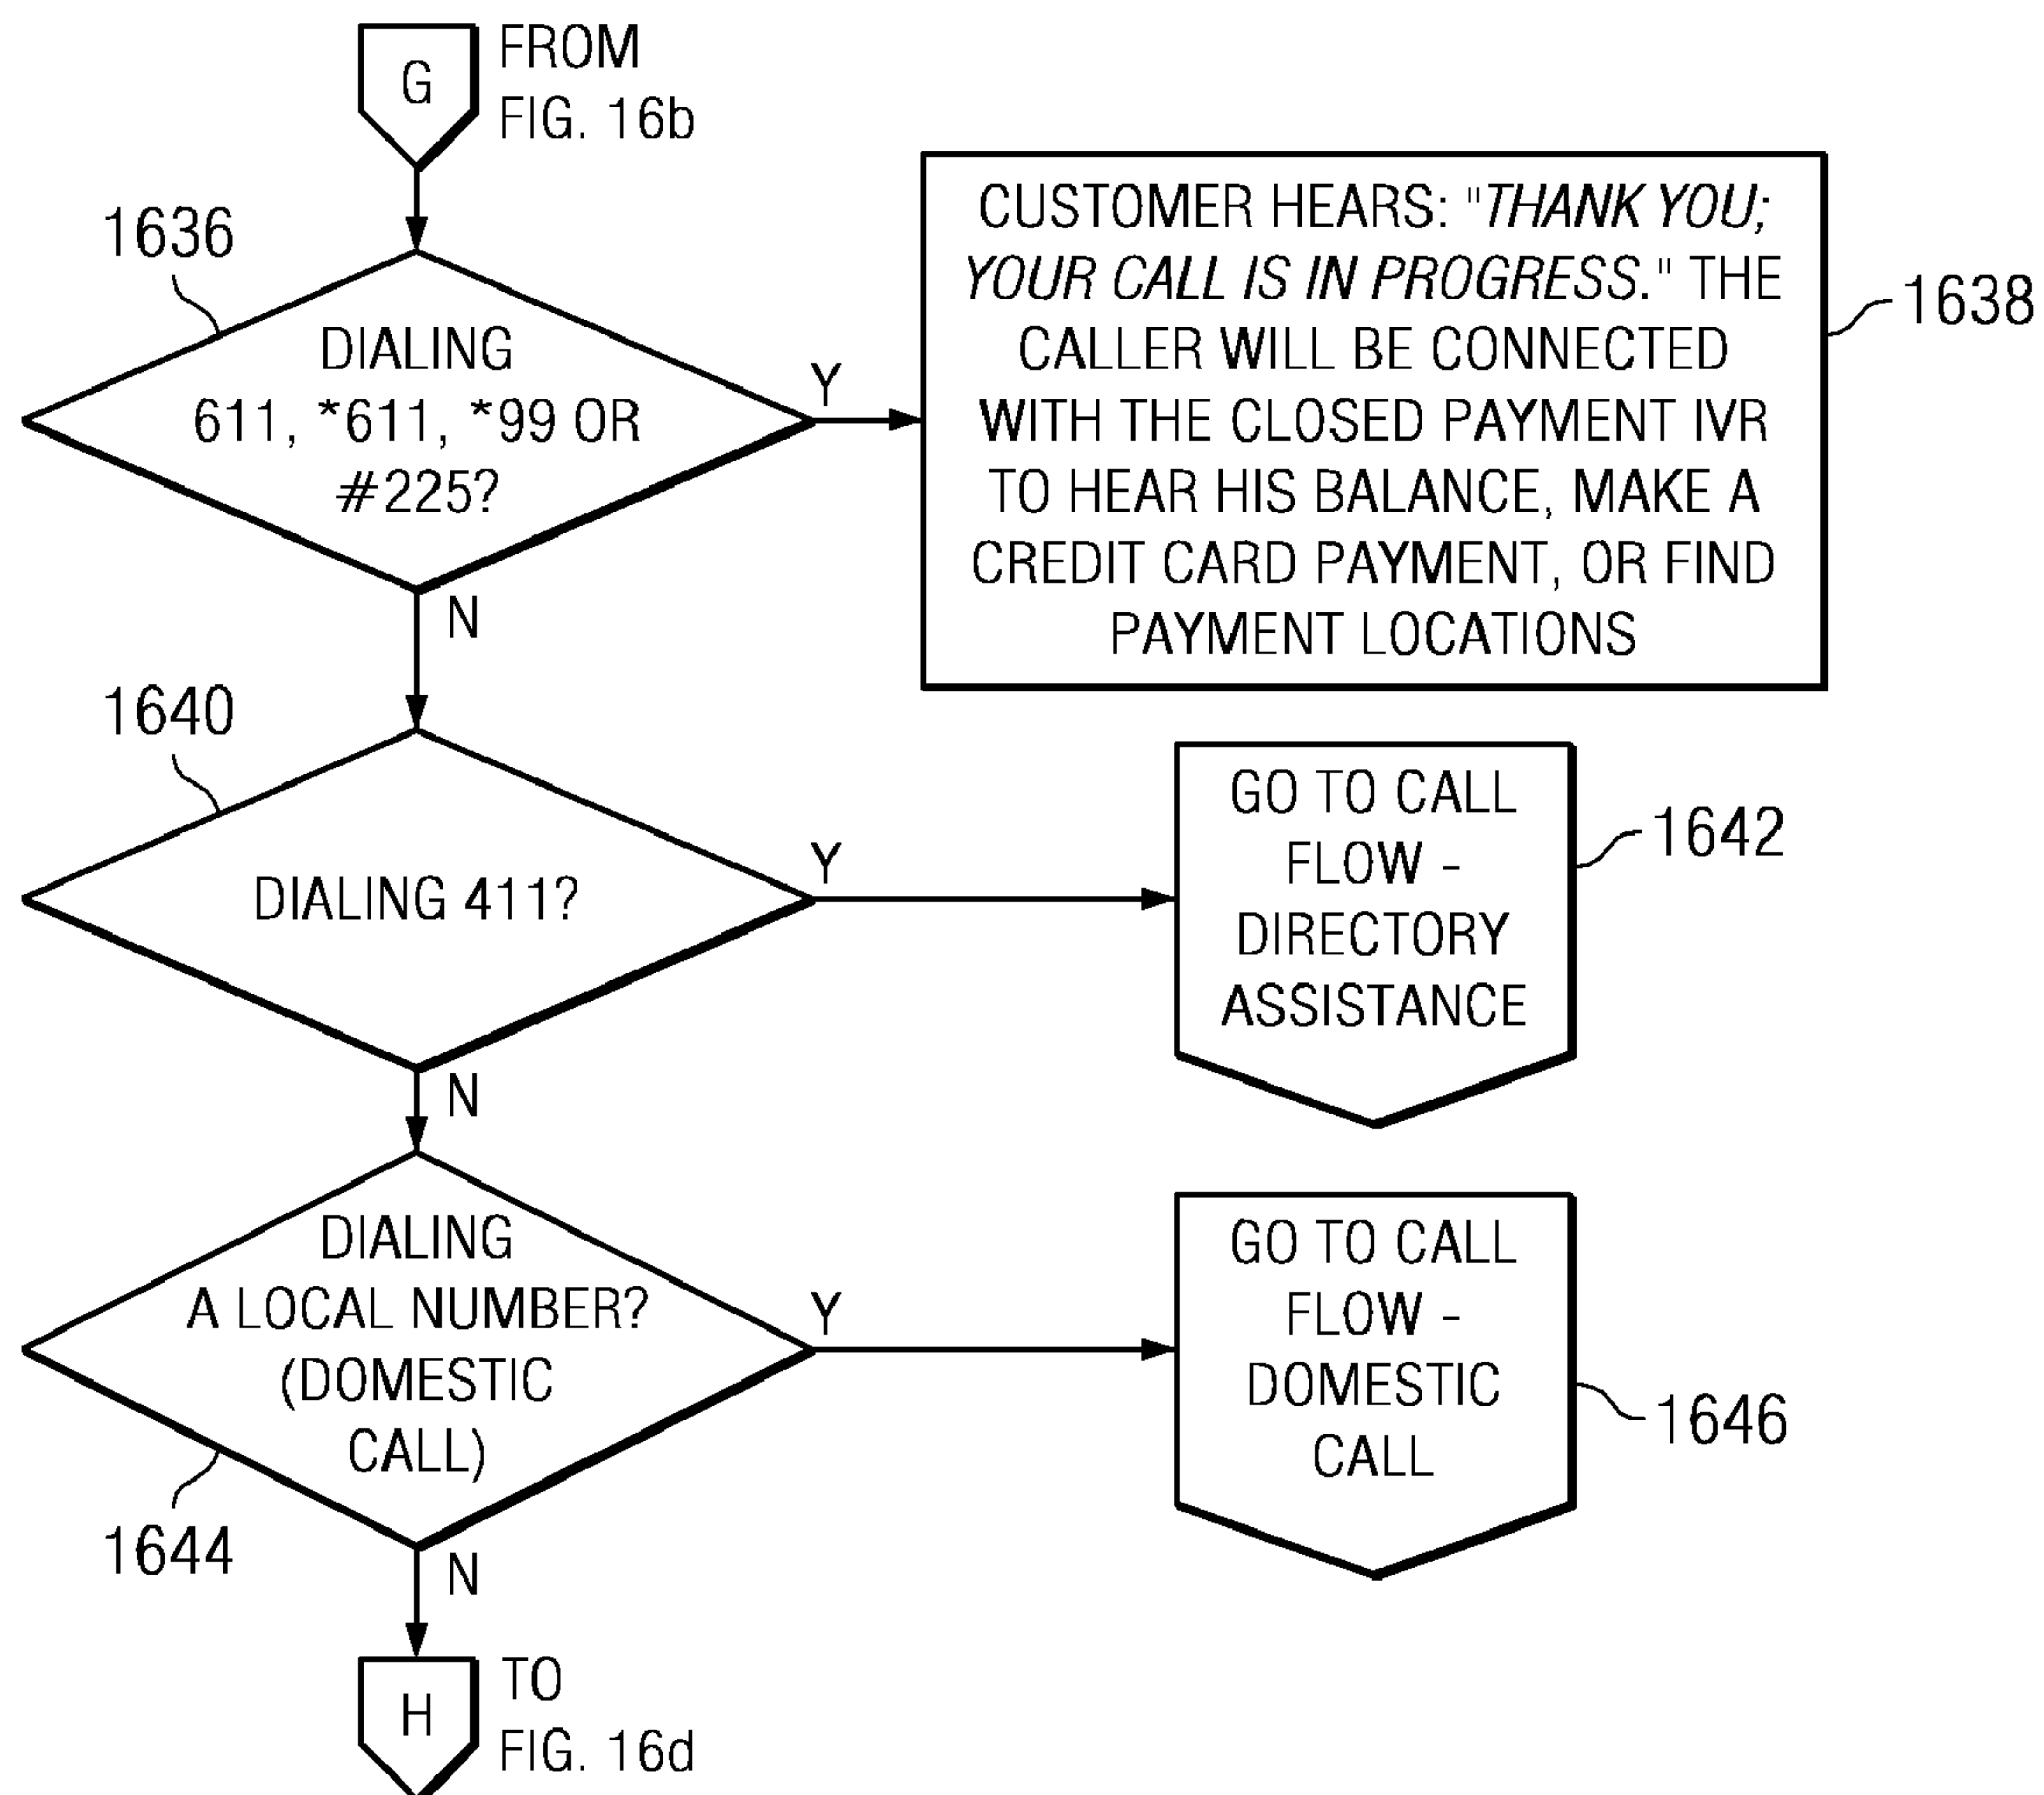 G
FROM
FIG. 16b
1636
DIALING
611, *611, *99 OR
#225?
Y
N
CUSTOMER HEARS: "THANK YOU;
YOUR CALL IS IN PROGRESS." THE
CALLER WILL BE CONNECTED
WITH THE CLOSED PAYMENT IVR
TO HEAR HIS BALANCE, MAKE A
CREDIT CARD PAYMENT, OR FIND
PAYMENT LOCATIONS
1638
1640
DIALING 411?
Y
N
GO TO CALL
FLOW -
DIRECTORY
ASSISTANCE
1642
DIALING
A LOCAL NUMBER?
(DOMESTIC
CALL)
1644
Y
N
GO TO CALL
FLOW -
DOMESTIC
CALL
1646
H
TO
FIG. 16d